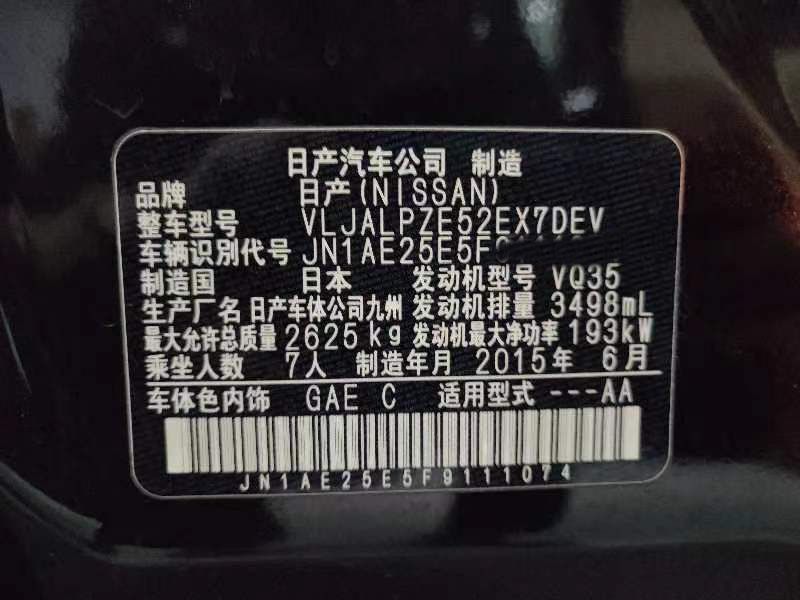 日产汽车公司 制造
品牌 日产(NISSAN)
整车型号 VLJALPZE52EX7DEV
车辆识别代号 JN1AE25E5F
制造国 日本 发动机型号 VQ35
生产厂名 日产车体公司九州 发动机排量 3498mL
最大允许总质量 2625kg 发动机最大净功率 193kW
乘坐人数 7人 制造年月 2015年 6月
车体色内饰 GAE C 适用型式 ---AA
JN1AE25E5F9111074